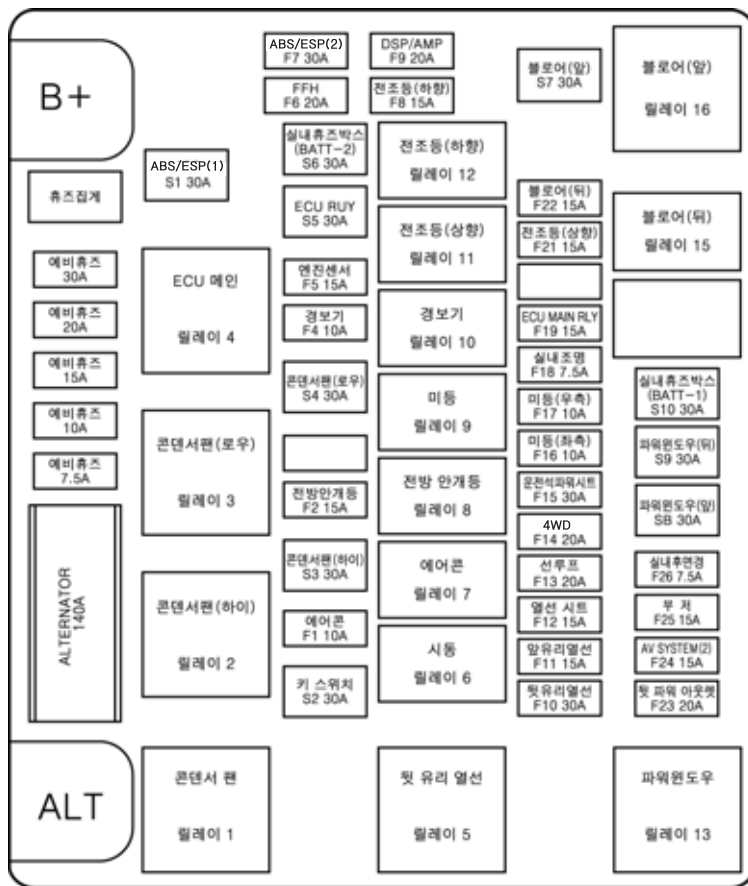 ABS/ESP(2)
F7 30A
DSP/AMP
F9 20A
블로어(앞)
S7 30A
블로어(앞)
릴레이 16
B+
FFH
F6 20A
전조등(하향)
F8 15A
실내휴즈박스
(BATT-2)
S6 30A
전조등(하향)
릴레이 12
ABS/ESP(1)
S1 30A
휴즈집게
ECU RUY
S5 30A
블로어(뒤)
F22 15A
블로어(뒤)
릴레이 15
전조등(상향)
릴레이 11
전조등(상향)
F21 15A
예비휴즈
30A
ECU 메인
릴레이 4
엔진센서
F5 15A
예비휴즈
20A
경보기
F4 10A
경보기
릴레이 10
ECU MAIN RLY
F19 15A
예비휴즈
15A
콘덴서팬(로우)
S4 30A
실내조명
F18 7.5A
실내휴즈박스
(BATT-1)
S10 30A
미등
릴레이 9
미등(우측)
F17 10A
예비휴즈
10A
콘덴서팬(로우)
릴레이 3
미등(좌측)
F16 10A
파워윈도우(뒤)
S9 30A
예비휴즈
7.5A
전방안개등
F2 15A
전방 안개등
릴레이 8
운전석파워시트
F15 30A
파워윈도우(앞)
SB 30A
4WD
F14 20A
ALTERNATOR
140A
콘덴서팬(하이)
S3 30A
에어콘
릴레이 7
선루프
F13 20A
실내후면경
F26 7.5A
콘덴서팬(하이)
릴레이 2
에어콘
F1 10A
열선 시트
F12 15A
부 저
F25 15A
시동
릴레이 6
앞유리열선
F11 15A
AV SYSTEM(2)
F24 15A
키 스위치
S2 30A
뒷유리열선
F10 30A
뒷 파워 아웃렛
F23 20A
ALT
콘덴서 팬
릴레이 1
뒷 유리 열선
릴레이 5
파워윈도우
릴레이 13